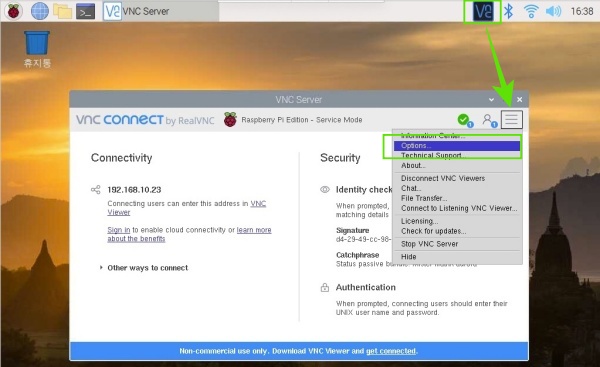 VNC Server
16:38
휴지통
VNC Server
VNC CONNECT by RealVNC
Raspberry Pi Edition - Service Mode
Connectivity
192.168.10.23
Connecting users can enter this address in VNC
Viewer
Sign in to enable cloud connectivity or learn more
about the benefits
Other ways to connect
Security
Identity check
When prompted,
matching details
Signature
d4-29-49-cc-98-
Catchphrase
Status passive
Authentication
When prompted, connecting users should enter their
UNIX user name and password.
Information Center...
Options...
Technical Support...
About...
Disconnect VNC Viewers
Chat...
File Transfer...
Connect to Listening VNC Viewer...
Licensing...
Check for updates...
Stop VNC Server
Hide
Non-commercial use only. Download VNC Viewer and get connected.